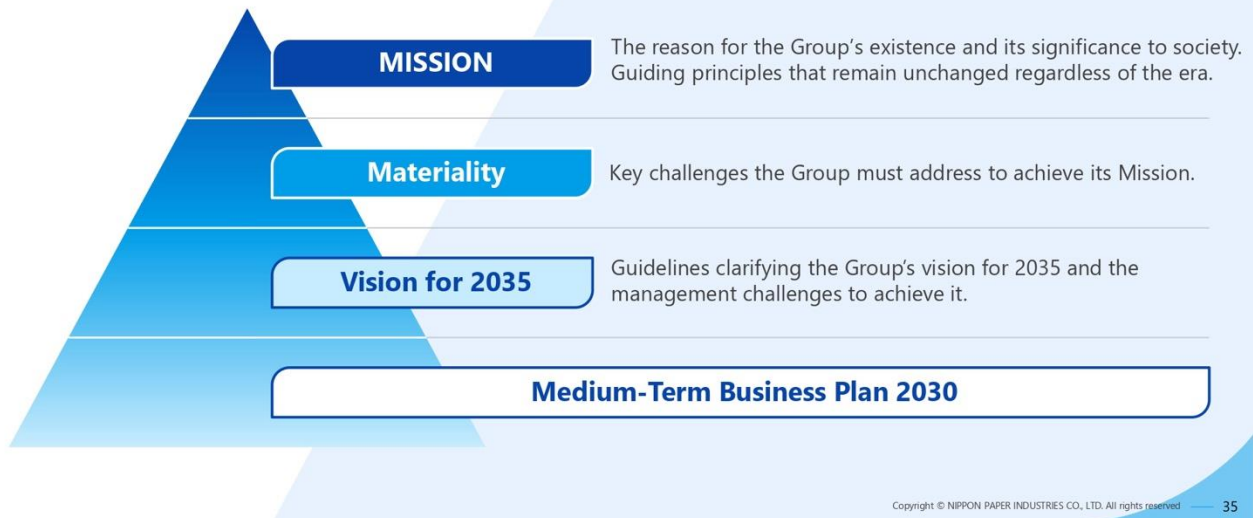 MISSION
The reason for the Group's existence and its significance to society.
Guiding principles that remain unchanged regardless of the era.
Materiality
Key challenges the Group must address to achieve its Mission.
Vision for 2035
Guidelines clarifying the Group's vision for 2035 and the
management challenges to achieve it.
Medium-Term Business Plan 2030
Copyright © NIPPON PAPER INDUSTRIES CO., LTD. All rights reserved
35